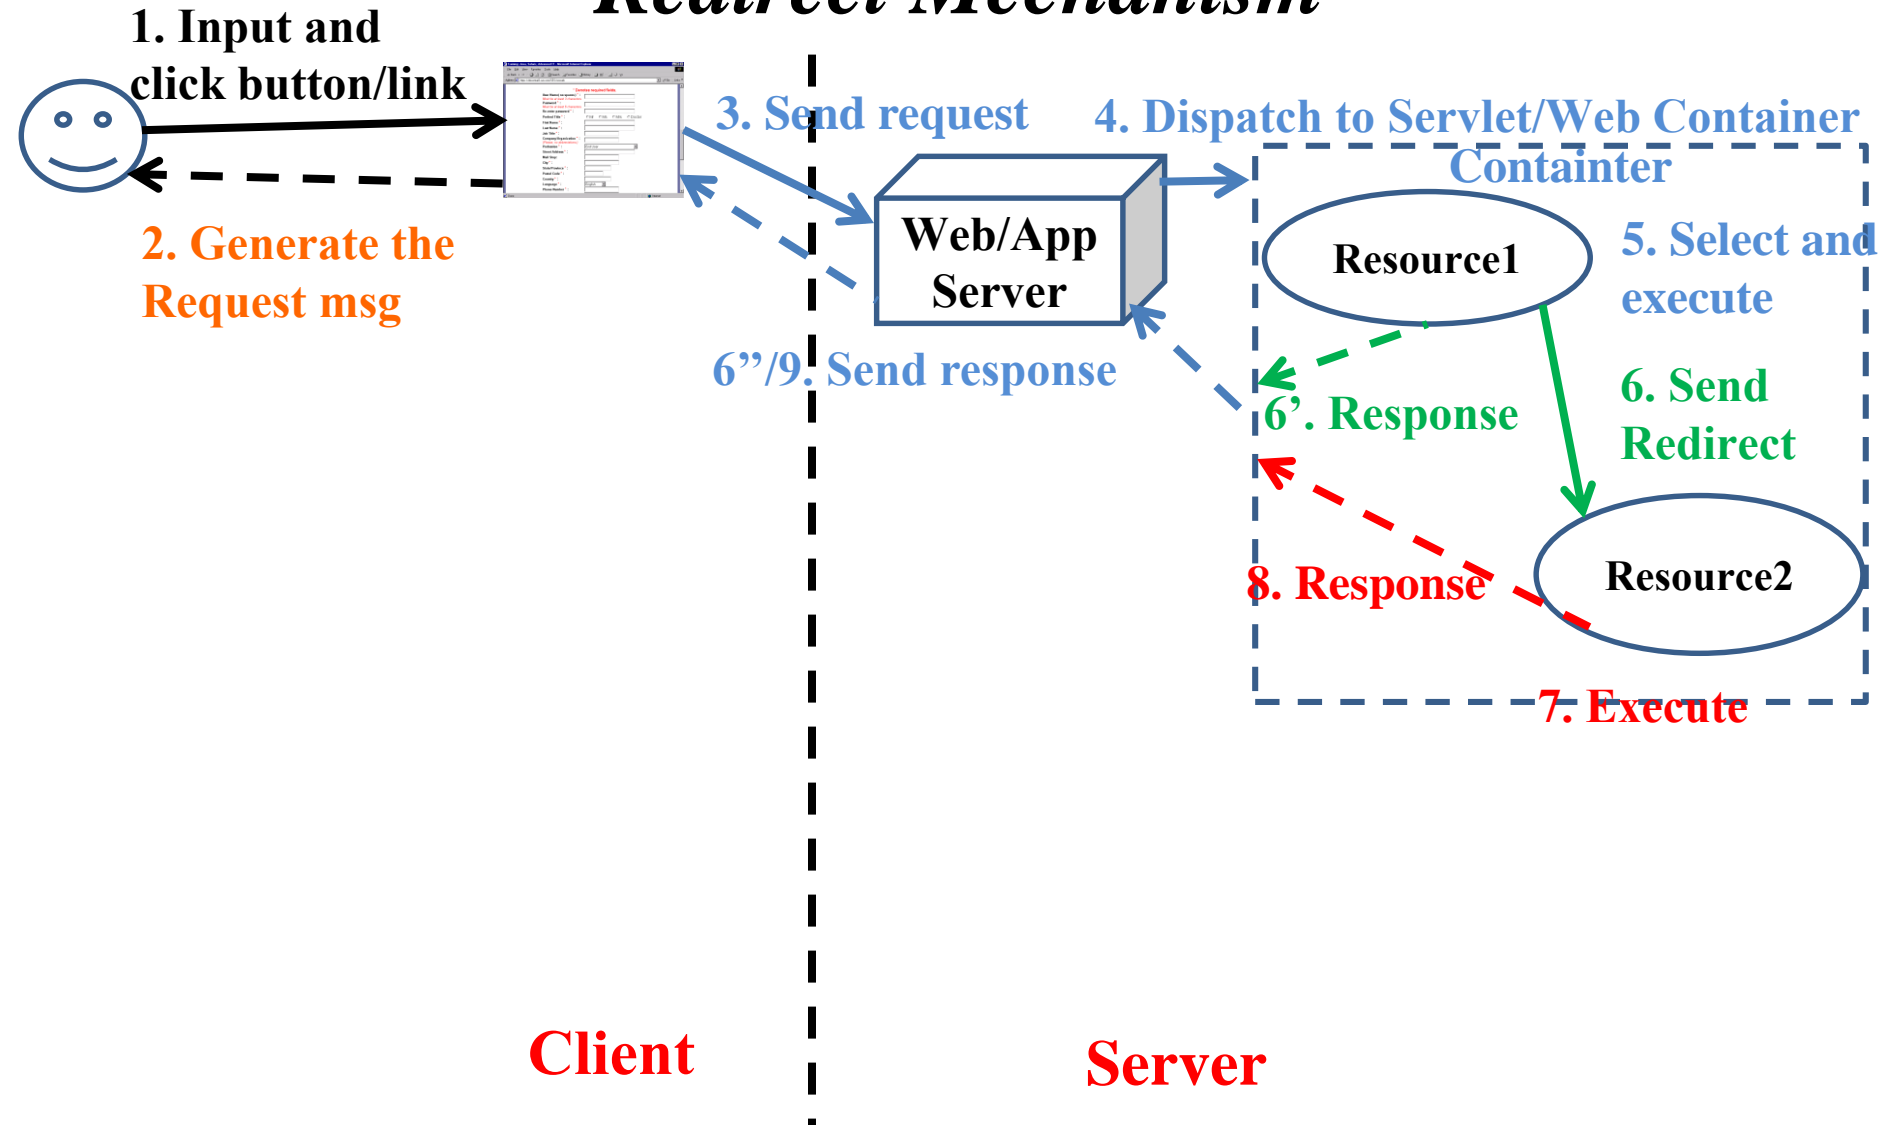 Redirect Mechanism
1. Input and
click button/link
3. Send request
4. Dispatch to Servlet/Web Container
Containter
2. Generate the
Request msg
Web/App
Server
Resource1
5. Select and
execute
6”/9. Send response
6’. Response
6. Send
Redirect
8. Response
Resource2
7. Execute
Client
Server